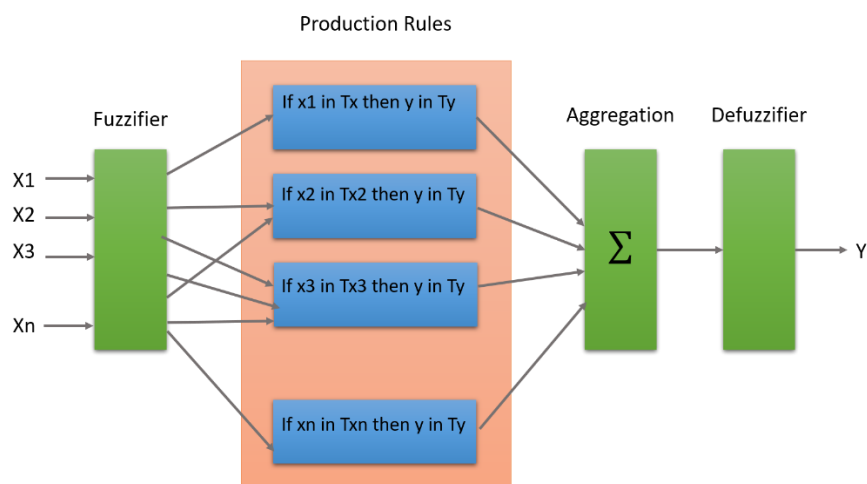 Production Rules
Fuzzifier
Aggregation
Defuzzifier
X1
X2
X3
Xn
If x1 in Tx then y in Ty
If x2 in Tx2 then y in Ty
If x3 in Tx3 then y in Ty
If xn in Txn then y in Ty
Σ
Y